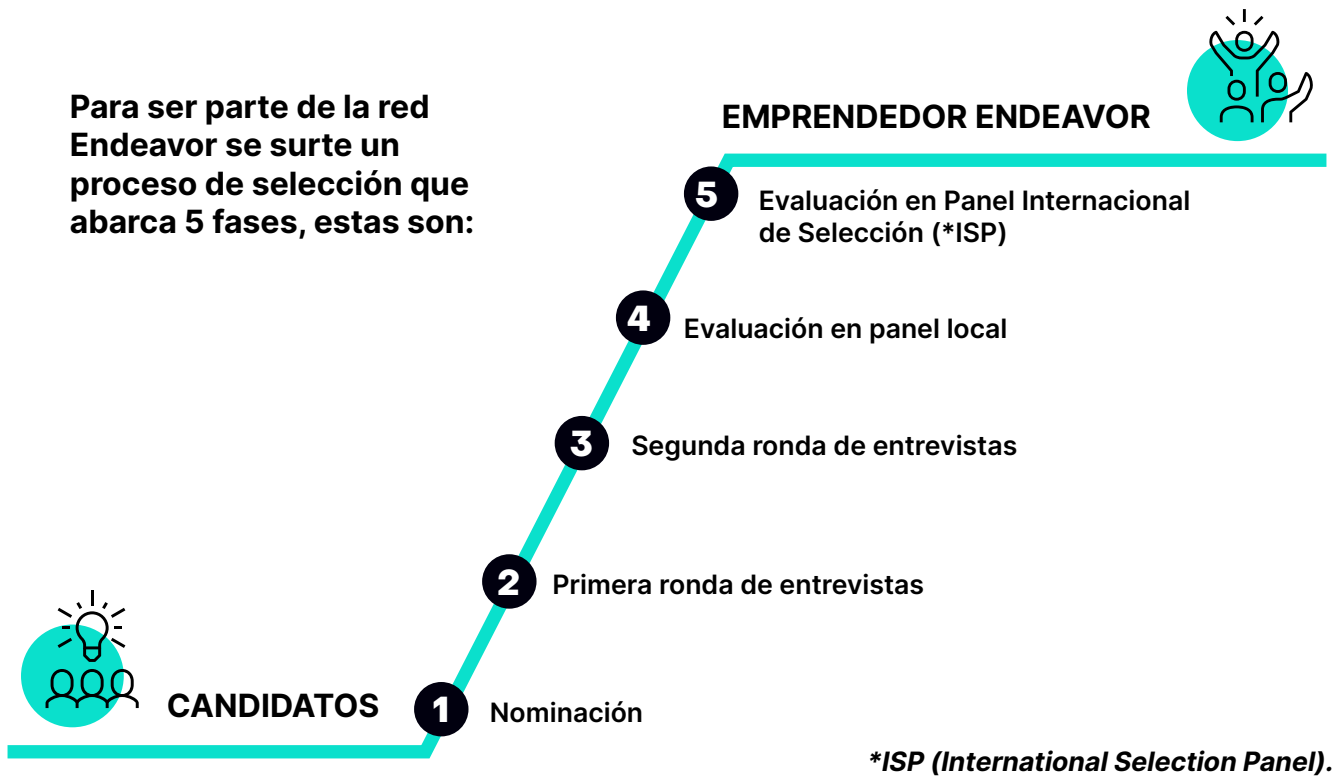 Para ser parte de la red
Endeavor se surte un
proceso de selección que
abarca 5 fases, estas son:
EMPRENDEDOR ENDEAVOR
5
Evaluación en Panel Internacional
de Selección (*ISP)
4
Evaluación en panel local
3
Segunda ronda de entrevistas
2
Primera ronda de entrevistas
CANDIDATOS
1
Nominación
*ISP (International Selection Panel).